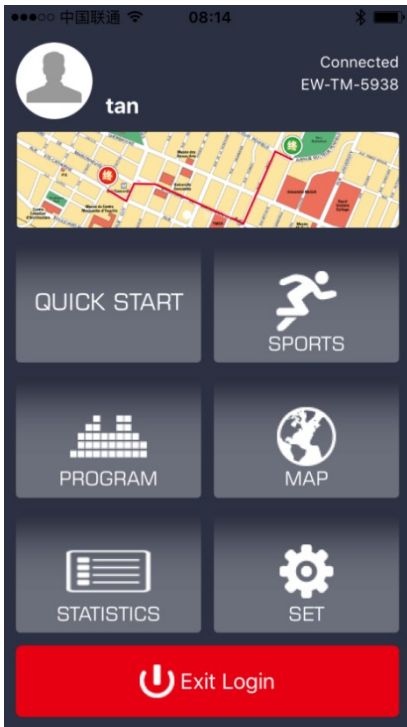 中国联通 08:14
Connected
EW-TM-5938
tan
终
终
QUICK START
SPORTS
PROGRAM
MAP
STATISTICS
SET
Exit Login